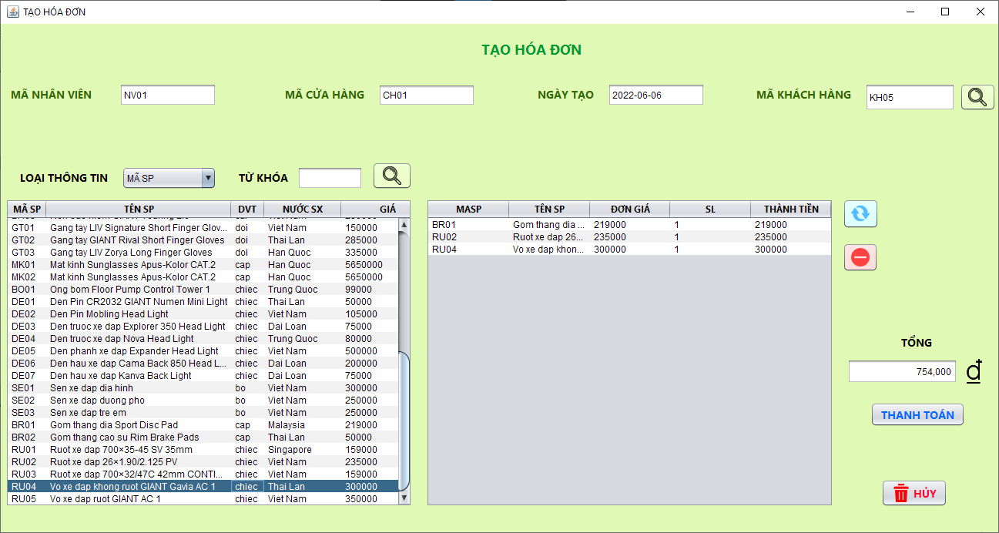 TẠO HÓA ĐƠN
TẠO HÓA ĐƠN
MÃ NHÂN VIÊN NV01 MÃ CỬA HÀNG CH01 NGÀY TẠO 2022-06-06 MÃ KHÁCH HÀNG KH05
LOẠI THÔNG TIN MÃ SP TỪ KHÓA
MÃ SP TÊN SP DVT NƯỚC SX GIÁ
GT01 Gang tay LIV Signature Short Finger Glov... doi Viet Nam 150000
GT02 Gang tay GIANT Rival Short Finger Gloves doi Thai Lan 285000
GT03 Gang tay LIV Zorya Long Finger Gloves doi Han Quoc 335000
MK01 Mat kinh Sunglasses Apus-Kolor CAT.2 cap Han Quoc 5650000
MK02 Mat kinh Sunglasses Apus-Kolor CAT.2 cap Han Quoc 5650000
BO01 Ong bom Floor Pump Control Tower 1 chiec Trung Quoc 99000
DE01 Den Pin CR2032 GIANT Numen Mini Light chiec Thai Lan 50000
DE02 Den Pin Mobling Head Light chiec Viet Nam 105000
DE03 Den truoc xe dap Explorer 350 Head Light chiec Dai Loan 75000
DE04 Den truoc xe dap Nova Head Light chiec Trung Quoc 80000
DE05 Den phanh xe dap Expander Head Light chiec Viet Nam 500000
DE06 Den hau xe dap Cama Back 850 Head L... chiec Dai Loan 200000
DE07 Den hau xe dap Kanva Back Light chiec Dai Loan 75000
SE01 Sen xe dap dia hinh bo Viet Nam 300000
SE02 Sen xe dap duong pho bo Viet Nam 250000
SE03 Sen xe dap tre em bo Viet Nam 250000
BR01 Gom thang dia Sport Disc Pad cap Malaysia 219000
BR02 Gom thang cao su Rim Brake Pads cap Thai Lan 50000
RU01 Ruot xe dap 700×35-45 SV 35mm chiec Singapore 159000
RU02 Ruot xe dap 26×1.90/2.125 PV chiec Viet Nam 235000
RU03 Ruot xe dap 700×32/47C 42mm CONTI... chiec Viet Nam 159000
RU04 Vo xe dap khong ruot GIANT Gavia AC 1 chiec Thai Lan 300000
RU05 Vo xe dap ruot GIANT AC 1 chiec Viet Nam 350000
MASP TÊN SP ĐƠN GIÁ SL THÀNH TIỀN
BR01 Gom thang dia ... 219000 1 219000
RU02 Ruot xe dap 26... 235000 1 235000
RU04 Vo xe dap khon... 300000 1 300000
TỔNG
754,000 đ
THANH TOÁN
HỦY